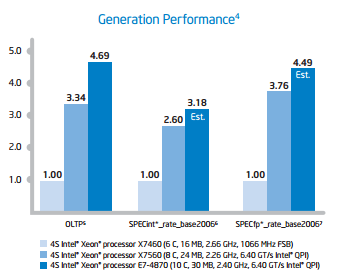 Generation Performance⁴
5.0
4.0
3.0
2.0
1.0
1.00
3.34
4.69
1.00
2.60
3.18
Est.
1.00
3.76
4.49
Est.
OLTP⁵
SPECint*_rate_base2006⁶
SPECfp*_rate_base2006⁷
4S Intel® Xeon® processor X7460 (6 C, 16 MB, 2.66 GHz, 1066 MHz FSB)
4S Intel® Xeon® processor X7560 (8 C, 24 MB, 2.26 GHz, 6.40 GT/s Intel® QPI)
4S Intel® Xeon® processor E7-4870 (10 C, 30 MB, 2.40 GHz, 6.40 GT/s Intel® QPI)